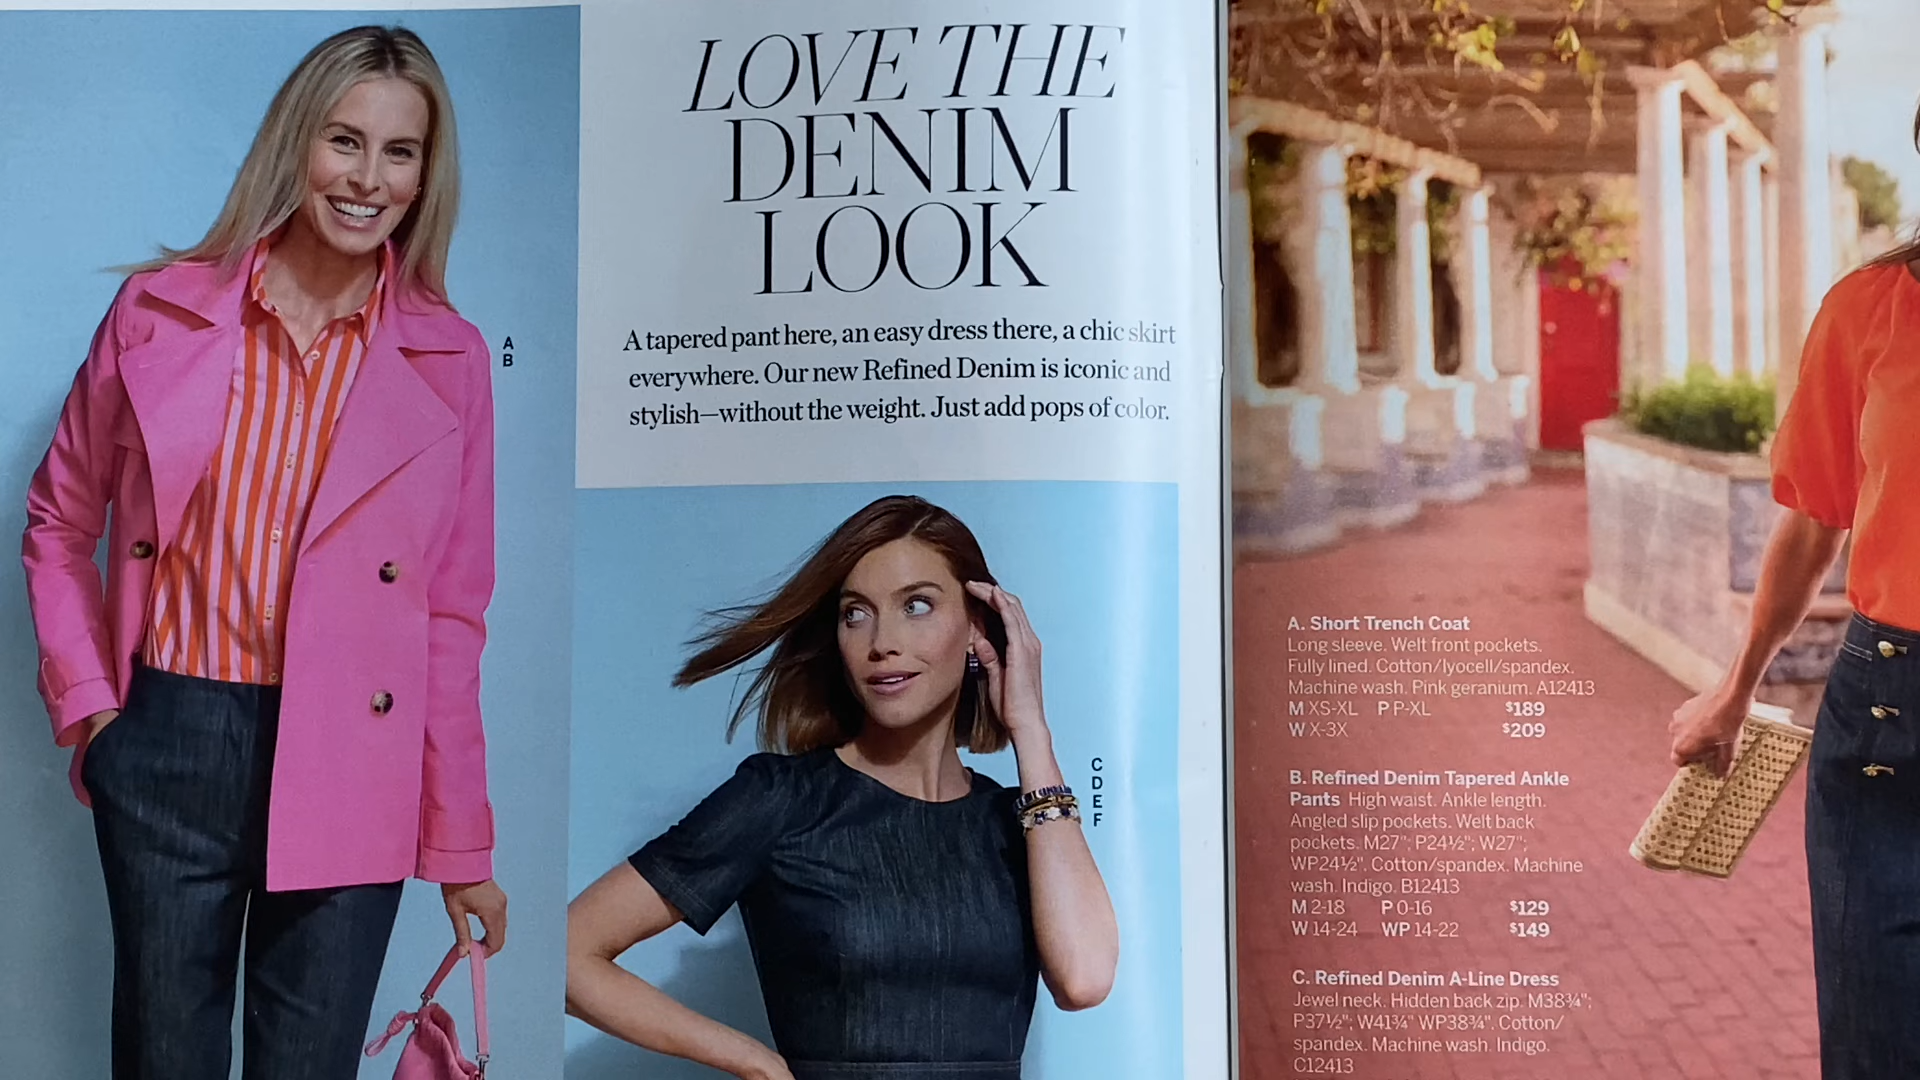 LOVE THE
DENIM
LOOK
A tapered pant here, an easy dress there, a chic skirt
everywhere. Our new Refined Denim is iconic and
stylish—without the weight. Just add pops of color.
A
B
C
D
E
F
A. Short Trench Coat
Long sleeve. Welt front pockets.
Fully lined. Cotton/lyocell/spandex.
Machine wash. Pink geranium. A12413
M XS-XL P P-XL $189
W X-3X $209
B. Refined Denim Tapered Ankle
Pants High waist. Ankle length.
Angled slip pockets. Welt back
pockets. M27"; P24½"; W27";
WP24½". Cotton/spandex. Machine
wash. Indigo. B12413
M 2-18 P 0-16 $129
W 14-24 WP 14-22 $149
C. Refined Denim A-Line Dress
Jewel neck. Hidden back zip. M38¾";
P37½"; W41¾" WP38¾". Cotton/
spandex. Machine wash. Indigo.
C12413